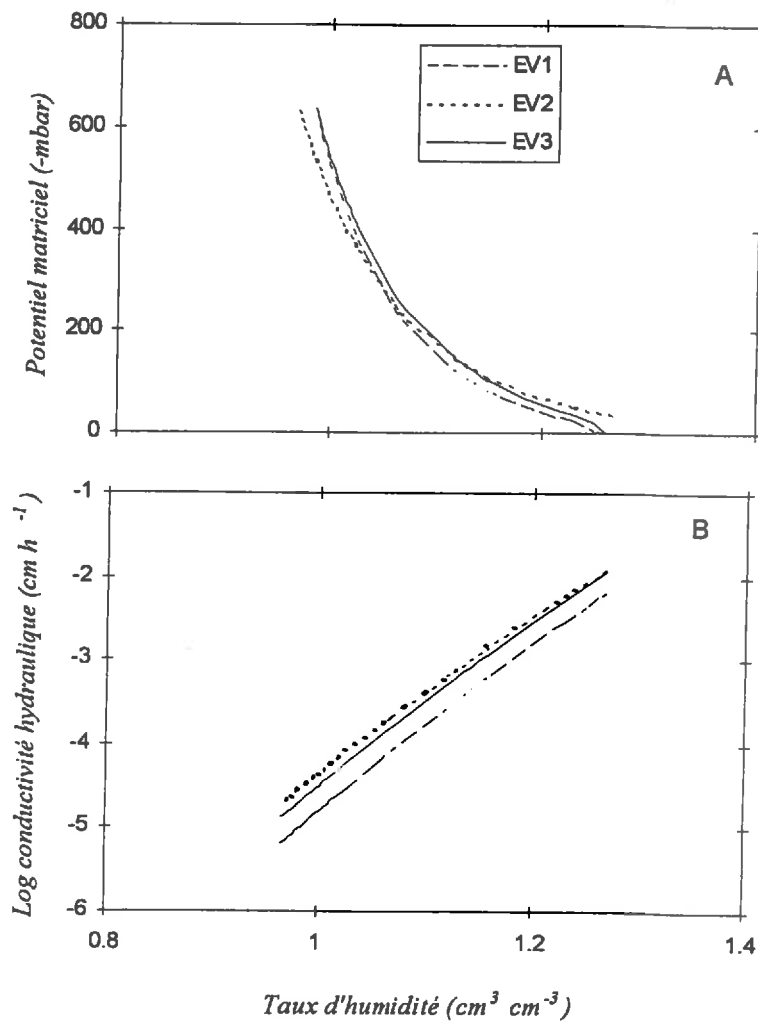 800
600
400
200
0
Potentiel matriciel (-mbar)
EV1
EV2
EV3
A
-1
-2
-3
-4
-5
-6
Log conductivité hydraulique (cm h⁻¹)
B
0.8
1
1.2
1.4
Taux d'humidité (cm³ cm⁻³)